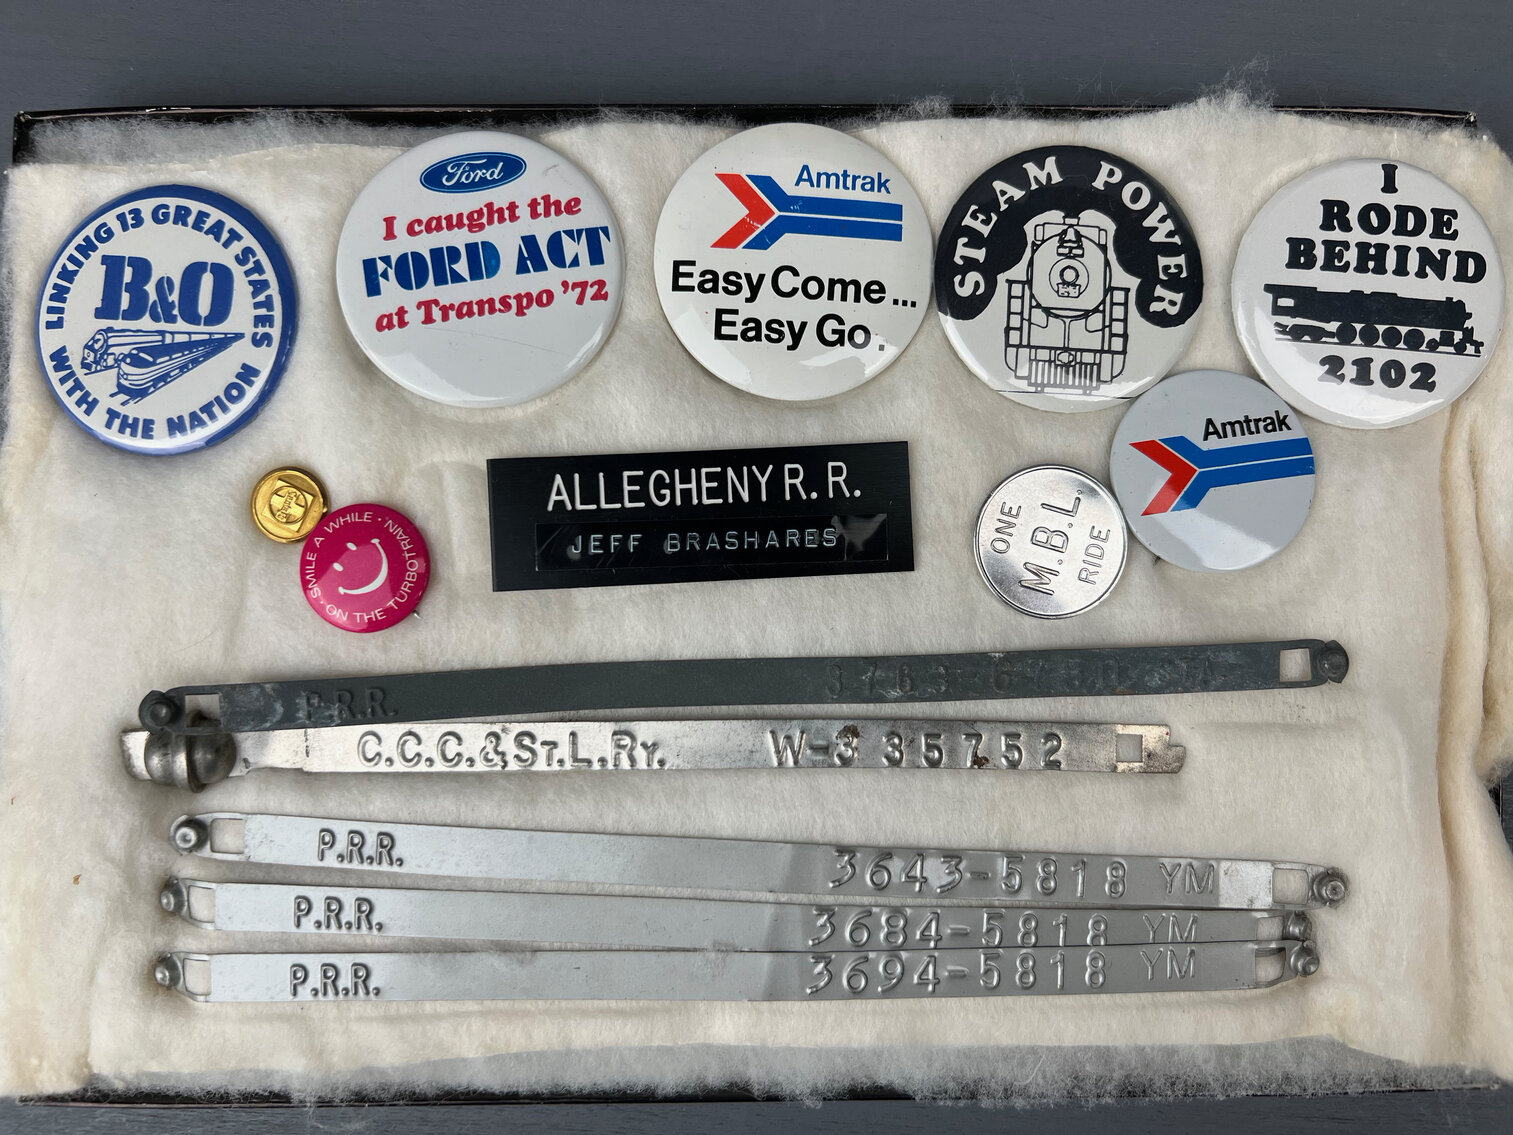 LINKING 13 GREAT STATES
B&O
WITH THE NATION
Ford
I caught the
FORD ACT
at Transpo '72
Amtrak
Easy Come...
Easy Go.
STEAM POWER
I
RODE
BEHIND
2102
Amtrak
Santa Fe
SMILE A WHILE · ON THE TURBOTRAIN ·
ALLEGHENY R.R.
JEFF BRASHARES
ONE
M.B.L.
RIDE
P.R.R.
C.C.C.&ST.L.RY. W-3 35752
P.R.R. 3643-5818 YM
P.R.R. 3684-5818 YM
P.R.R. 3694-5818 YM